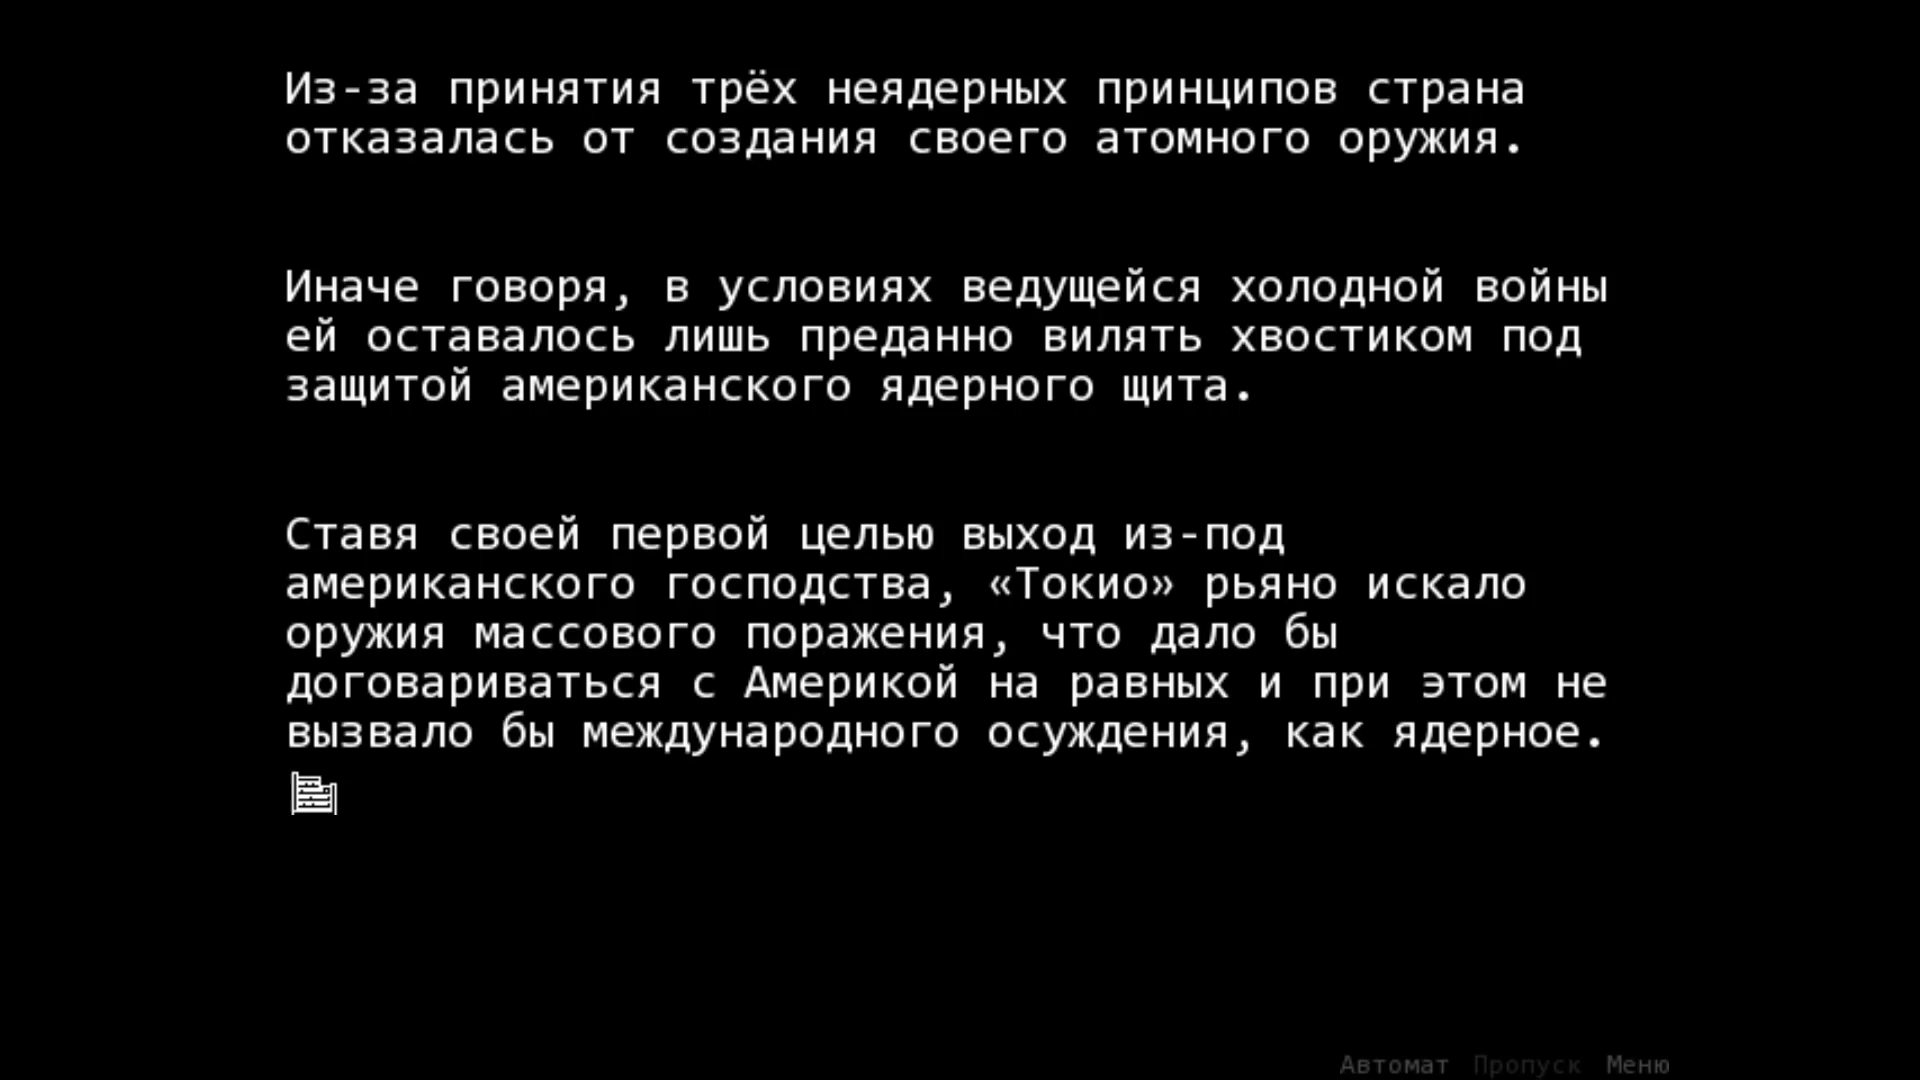 Из-за принятия трёх неядерных принципов страна
отказалась от создания своего атомного оружия.
Иначе говоря, в условиях ведущейся холодной войны
ей оставалось лишь преданно вилять хвостиком под
защитой американского ядерного щита.
Ставя своей первой целью выход из-под
американского господства, «Токио» рьяно искало
оружия массового поражения, что дало бы
договариваться с Америкой на равных и при этом не
вызвало бы международного осуждения, как ядерное.
Автомат Пропуск Меню